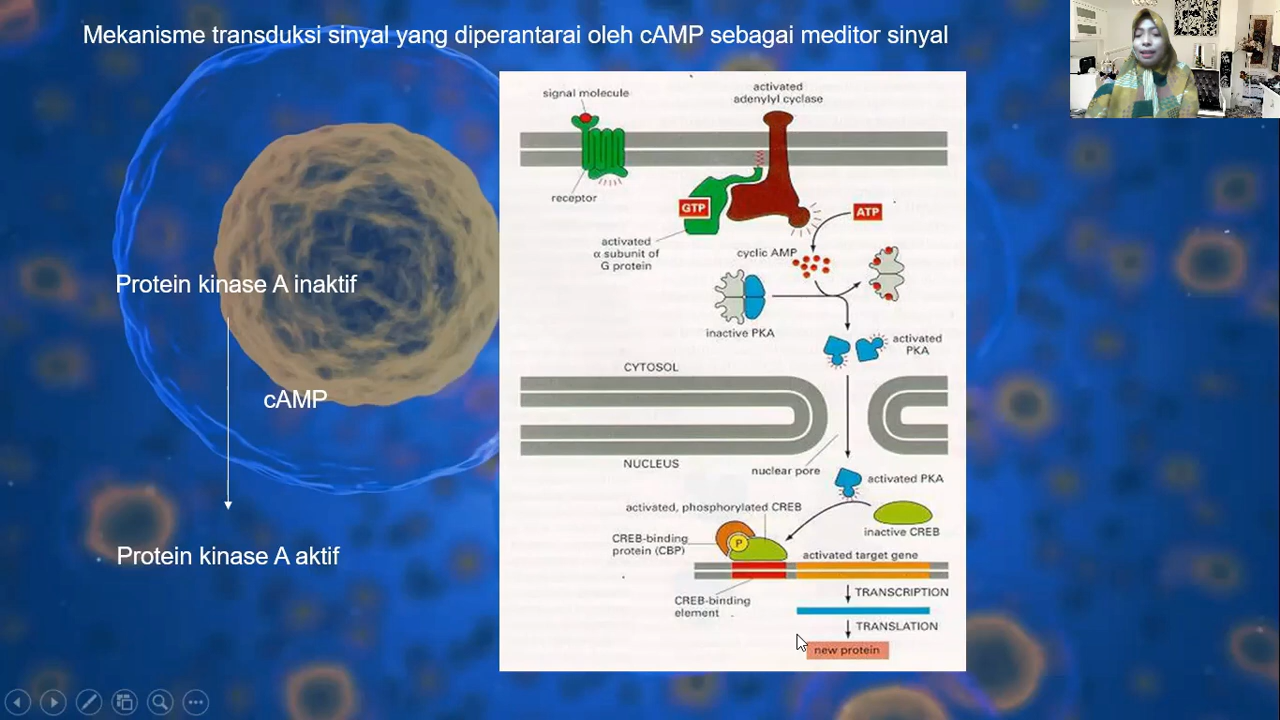 Mekanisme transduksi sinyal yang diperantarai oleh cAMP sebagai meditor sinyal
Protein kinase A inaktif
cAMP
Protein kinase A aktif
signal molecule
activated
adenylyl cyclase
receptor
GTP
ATP
activated
α subunit of
G protein
cyclic AMP
inactive PKA
activated
PKA
CYTOSOL
NUCLEUS
nuclear pore
activated PKA
activated, phosphorylated CREB
inactive CREB
CREB-binding
protein (CBP)
P
activated target gene
CREB-binding
element
TRANSCRIPTION
TRANSLATION
new protein